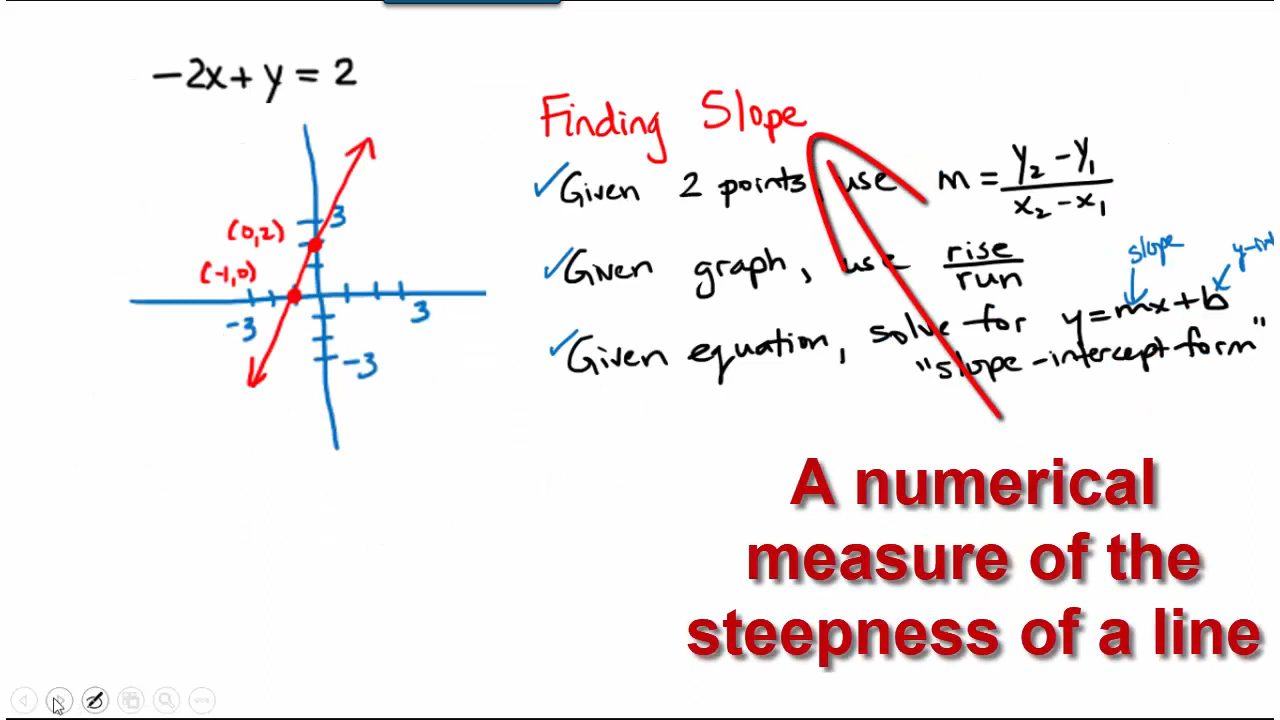 -2x + y = 2
Finding Slope
✓Given 2 points, use m = y₂ - y₁ / x₂ - x₁
✓Given graph, use rise/run
✓Given equation, solve for y = mx + b
"slope-intercept form"
slope
y-int
(0,2)
(-1,0)
3
-3
3
-3
A numerical
measure of the
steepness of a line